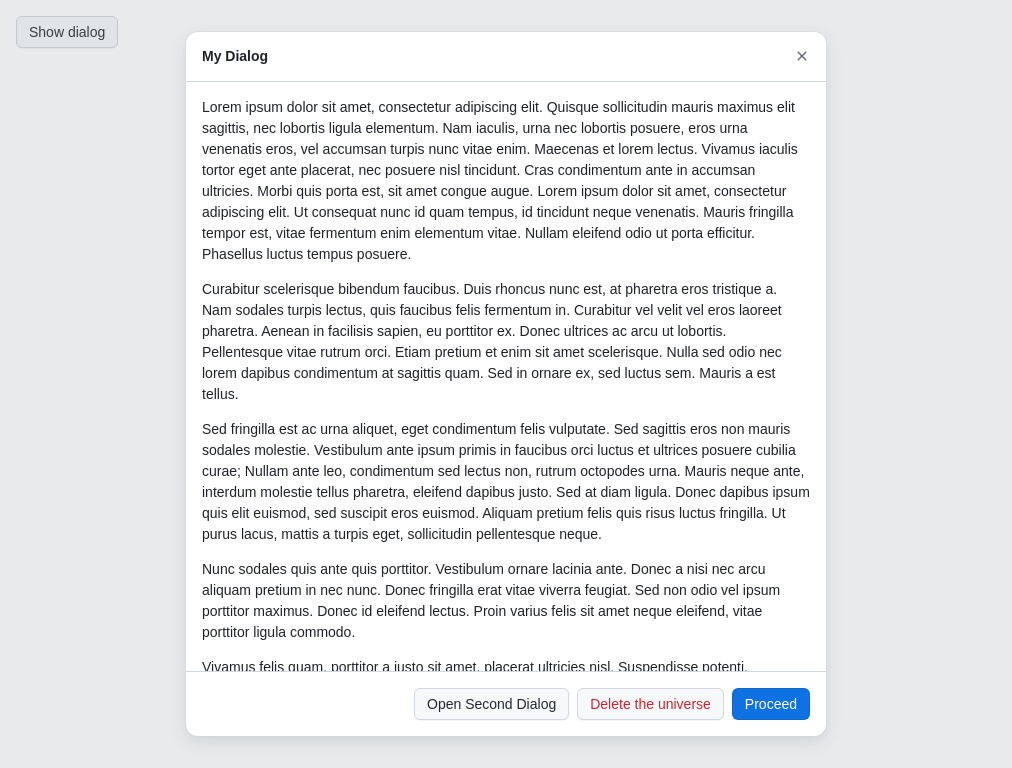 Show dialog
My Dialog
Lorem ipsum dolor sit amet, consectetur adipiscing elit. Quisque sollicitudin mauris maximus elit
sagittis, nec lobortis ligula elementum. Nam iaculis, urna nec lobortis posuere, eros urna
venenatis eros, vel accumsan turpis nunc vitae enim. Maecenas et lorem lectus. Vivamus iaculis
tortor eget ante placerat, nec posuere nisl tincidunt. Cras condimentum ante in accumsan
ultricies. Morbi quis porta est, sit amet congue augue. Lorem ipsum dolor sit amet, consectetur
adipiscing elit. Ut consequat nunc id quam tempus, id tincidunt neque venenatis. Mauris fringilla
tempor est, vitae fermentum enim elementum vitae. Nullam eleifend odio ut porta efficitur.
Phasellus luctus tempus posuere.
Curabitur scelerisque bibendum faucibus. Duis rhoncus nunc est, at pharetra eros tristique a.
Nam sodales turpis lectus, quis faucibus felis fermentum in. Curabitur vel velit vel eros laoreet
pharetra. Aenean in facilisis sapien, eu porttitor ex. Donec ultrices ac arcu ut lobortis.
Pellentesque vitae rutrum orci. Etiam pretium et enim sit amet scelerisque. Nulla sed odio nec
lorem dapibus condimentum at sagittis quam. Sed in ornare ex, sed luctus sem. Mauris a est
tellus.
Sed fringilla est ac urna aliquet, eget condimentum felis vulputate. Sed sagittis eros non mauris
sodales molestie. Vestibulum ante ipsum primis in faucibus orci luctus et ultrices posuere cubilia
curae; Nullam ante leo, condimentum sed lectus non, rutrum octopodes urna. Mauris neque ante,
interdum molestie tellus pharetra, eleifend dapibus justo. Sed at diam ligula. Donec dapibus ipsum
quis elit euismod, sed suscipit eros euismod. Aliquam pretium felis quis risus luctus fringilla. Ut
purus lacus, mattis a turpis eget, sollicitudin pellentesque neque.
Nunc sodales quis ante quis porttitor. Vestibulum ornare lacinia ante. Donec a nisi nec arcu
aliquam pretium in nec nunc. Donec fringilla erat vitae viverra feugiat. Sed non odio vel ipsum
porttitor maximus. Donec id eleifend lectus. Proin varius felis sit amet neque eleifend, vitae
porttitor ligula commodo.
Vivamus felis quam, porttitor a justo sit amet, placerat ultricies nisl. Suspendisse potenti.
Open Second Dialog
Delete the universe
Proceed